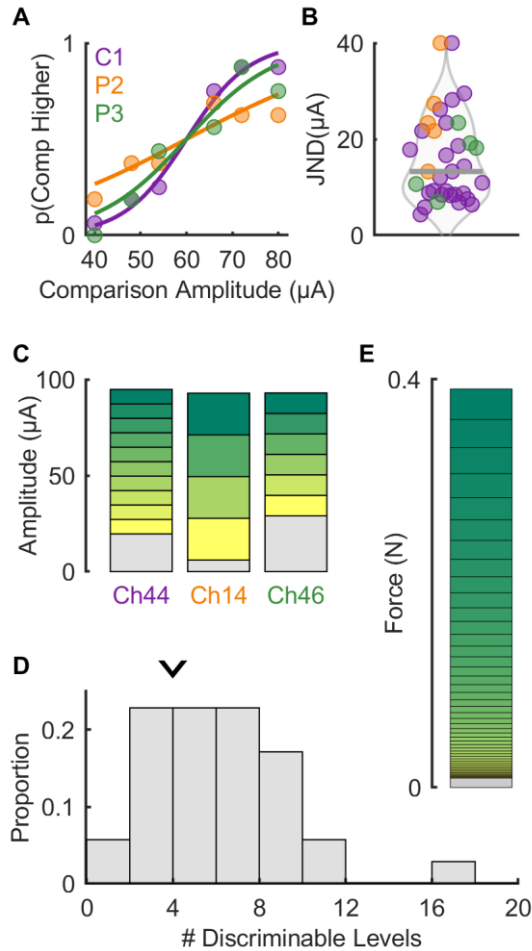 A
B
1
C1
P2
P3
p(Comp Higher)
0
40 50 60 70 80
Comparison Amplitude (µA)
40
20
0
JND(µA)
C
E
100
50
0
Amplitude (µA)
Ch44 Ch14 Ch46
0.4
Force (N)
0
D
0.2
0.1
0
Proportion
0 4 8 12 16 20
# Discriminable Levels